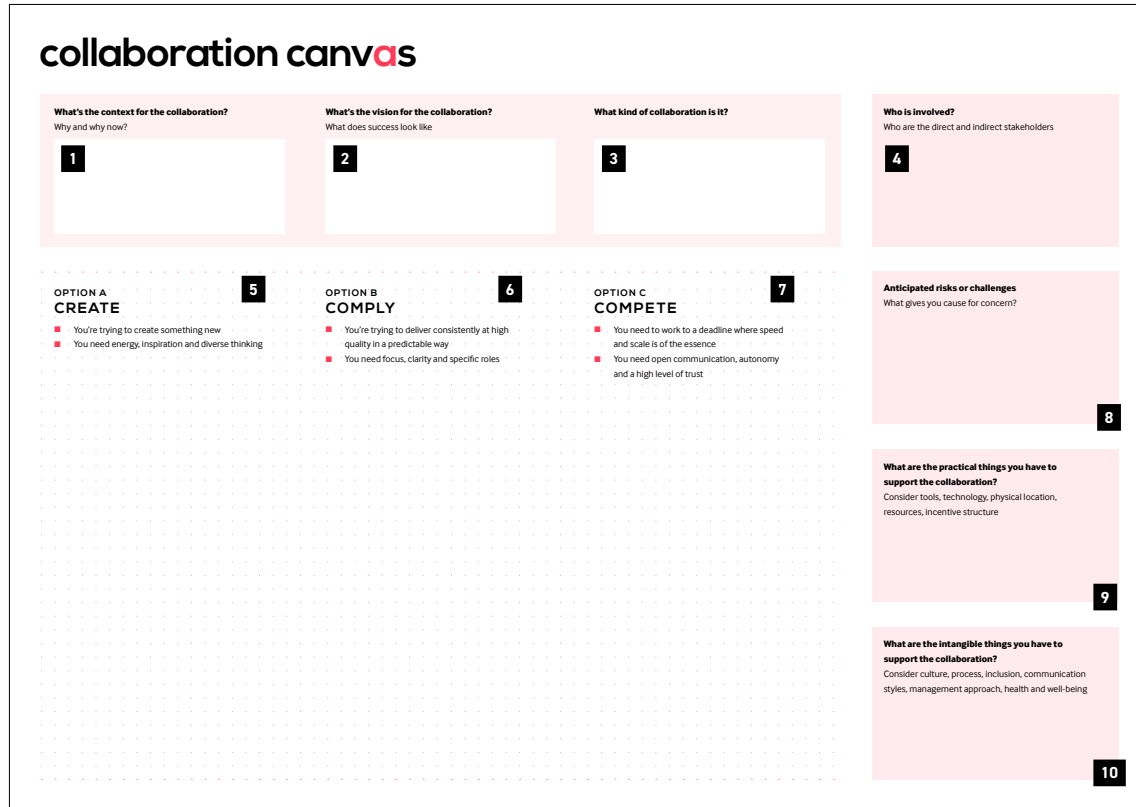 collaboration canvas
What's the context for the collaboration?
Why and why now?
1
What's the vision for the collaboration?
What does success look like
2
What kind of collaboration is it?
3
Who is involved?
Who are the direct and indirect stakeholders
4
OPTION A
CREATE
5
You're trying to create something new
You need energy, inspiration and diverse thinking
OPTION B
COMPLY
6
You're trying to deliver consistently at high
quality in a predictable way
You need focus, clarity and specific roles
OPTION C
COMPETE
7
You need to work to a deadline where speed
and scale is of the essence
You need open communication, autonomy
and a high level of trust
Anticipated risks or challenges
What gives you cause for concern?
8
What are the practical things you have to
support the collaboration?
Consider tools, technology, physical location,
resources, incentive structure
9
What are the intangible things you have to
support the collaboration?
Consider culture, process, inclusion, communication
styles, management approach, health and well-being
10